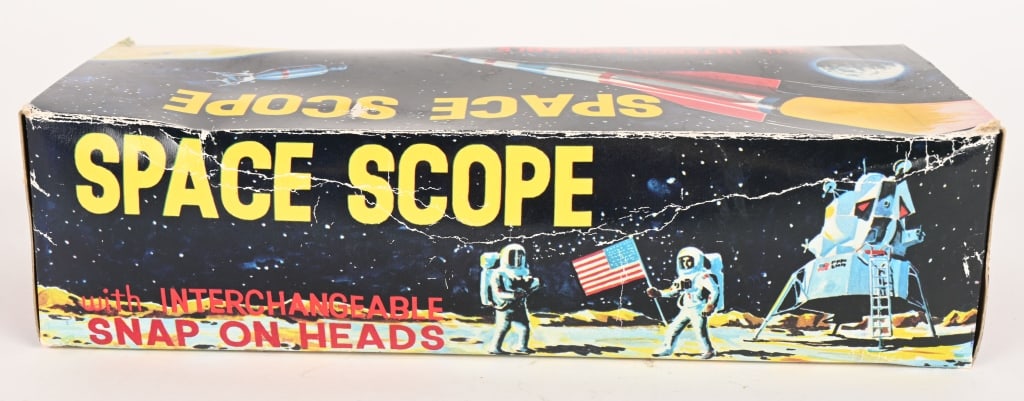 SPACE SCOPE
SPACE SCOPE
with INTERCHANGEABLE
SNAP ON HEADS